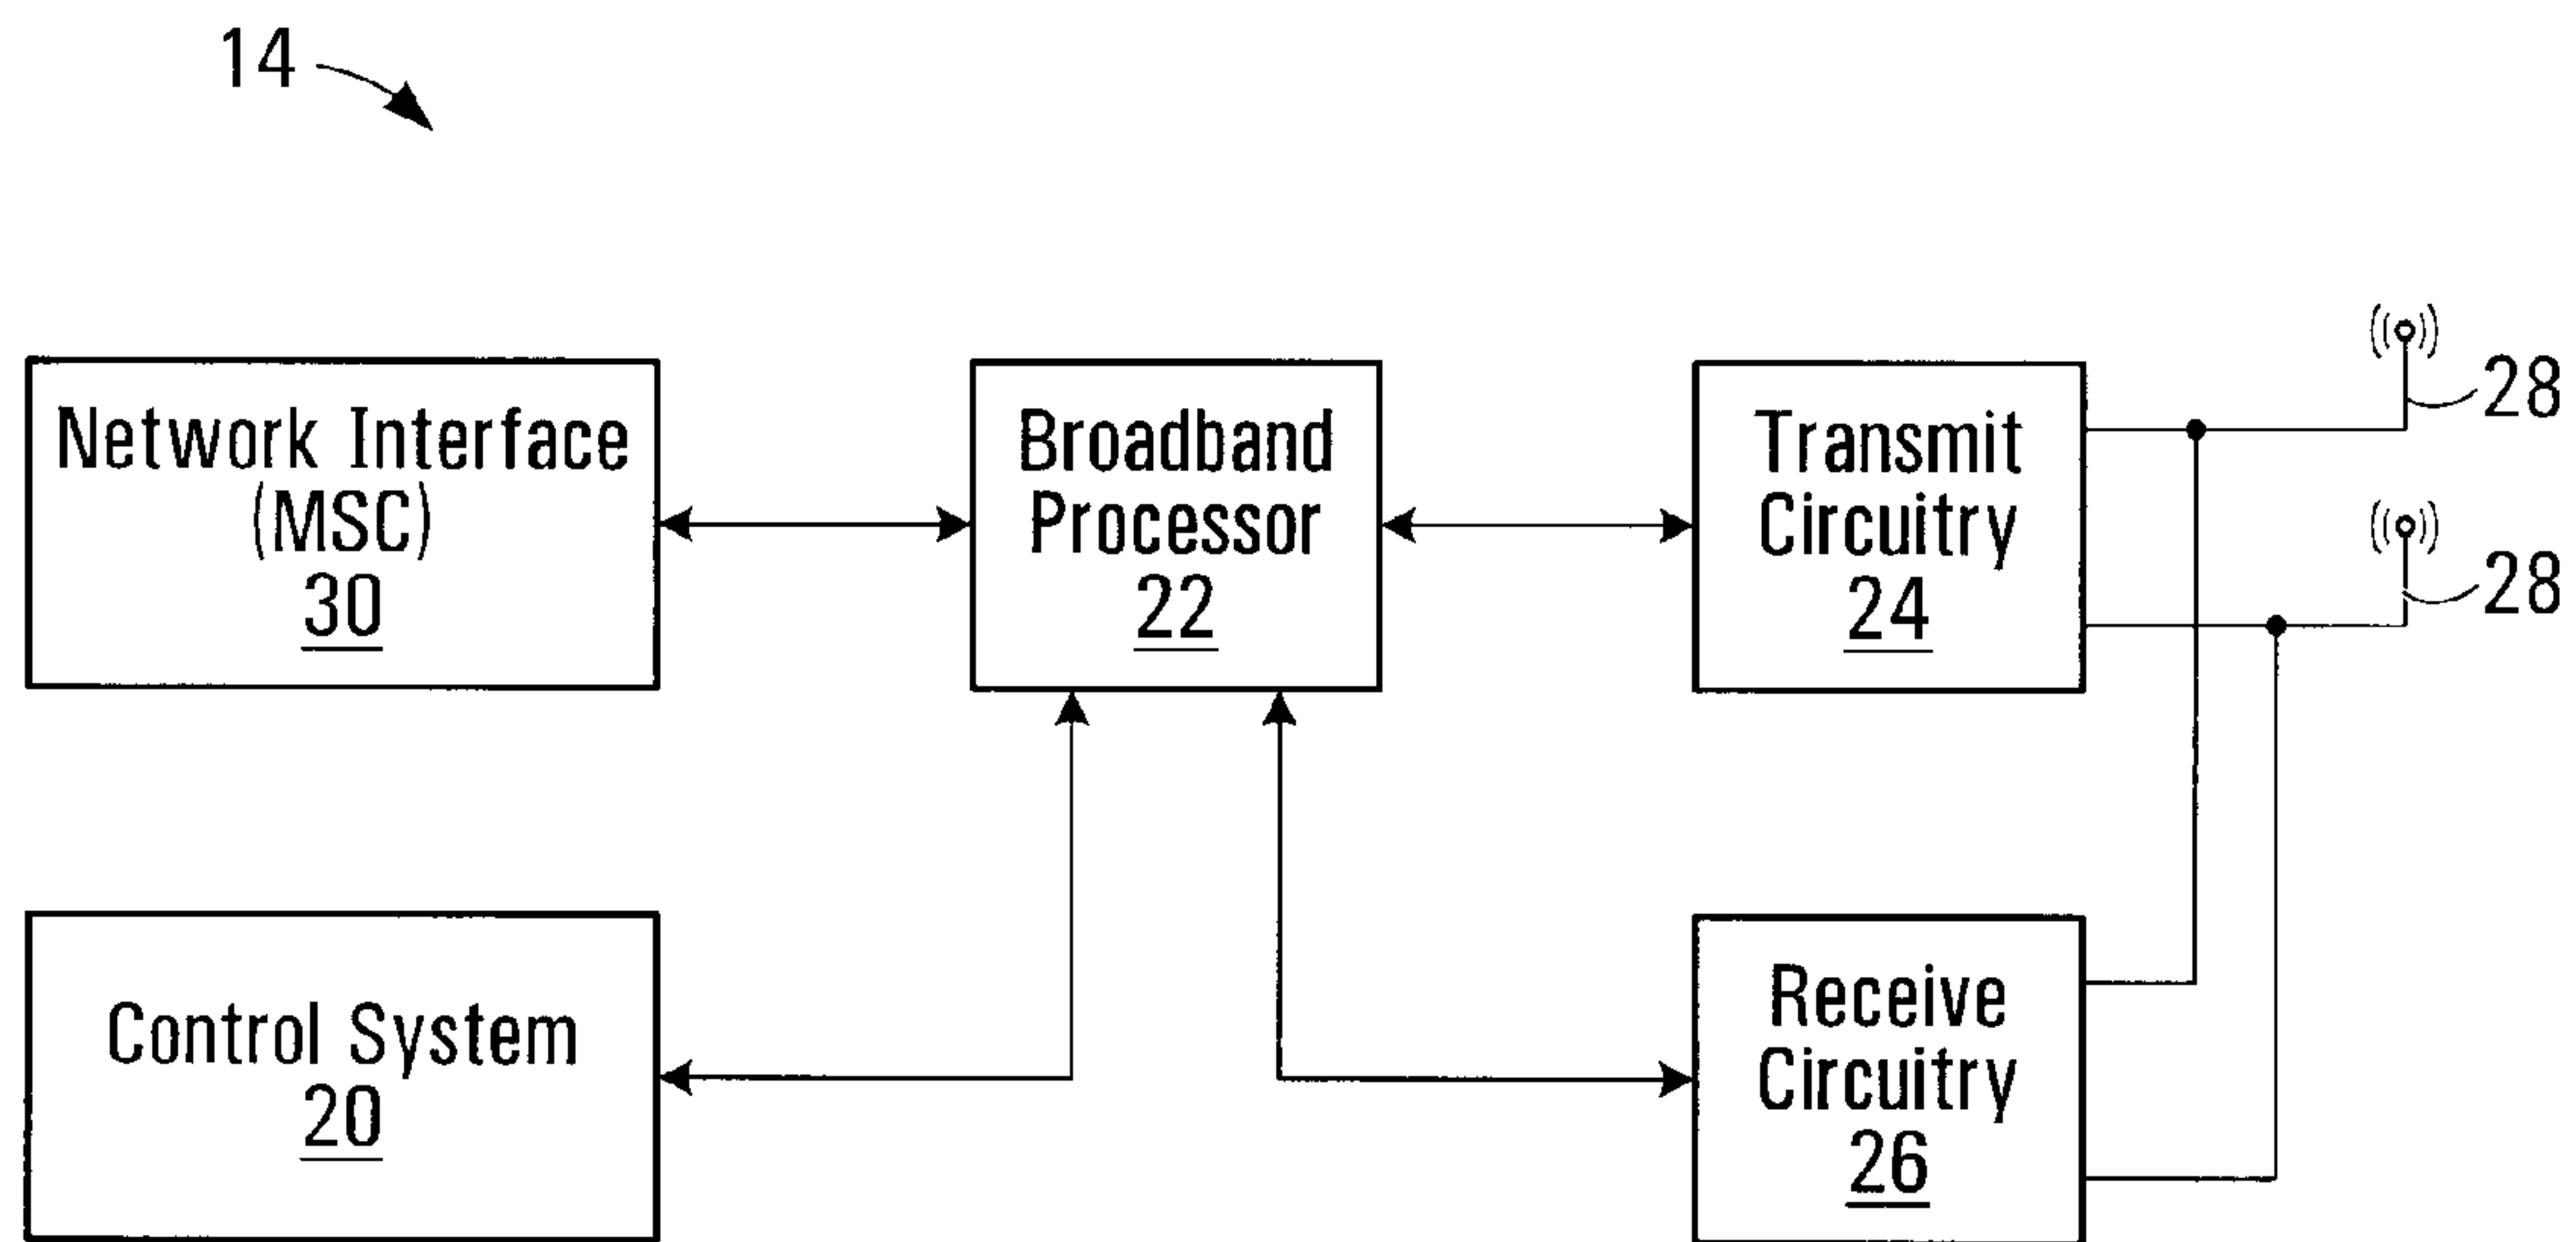 14
Network Interface
(MSC)
30
Broadband
Processor
22
Transmit
Circuitry
24
28
28
Control System
20
Receive
Circuitry
26